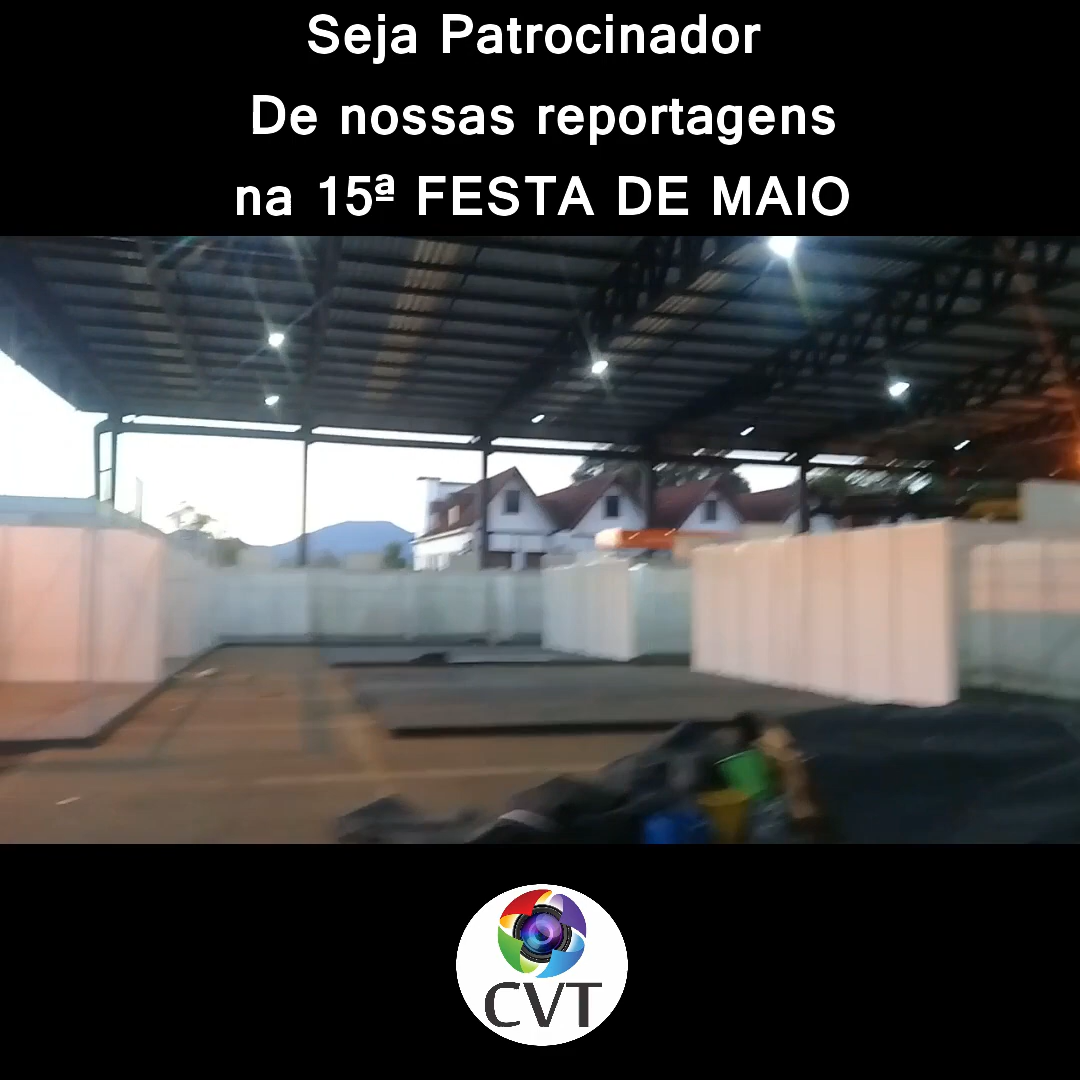 Seja Patrocinador
De nossas reportagens
na 15ª FESTA DE MAIO
CVT